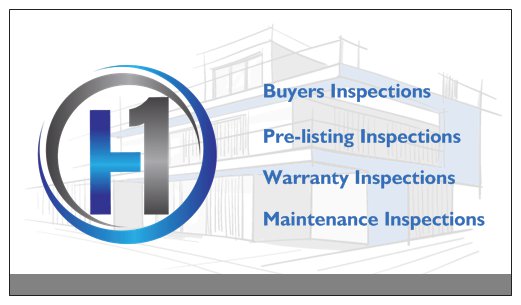 H1
Buyers Inspections
Pre-listing Inspections
Warranty Inspections
Maintenance Inspections